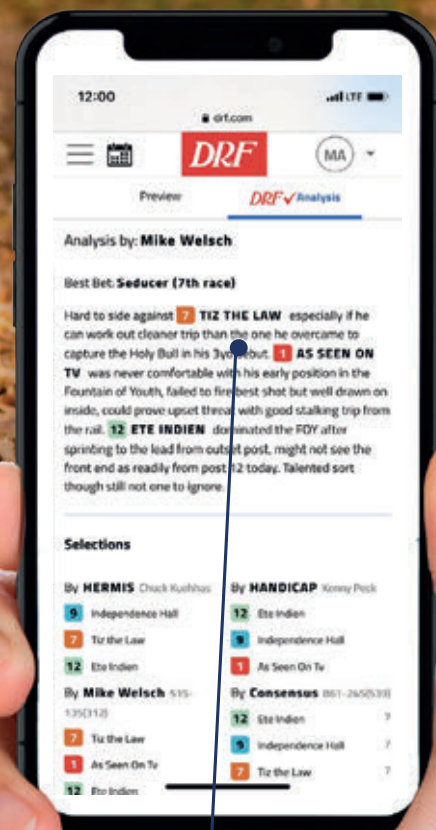 12:00
LTE
drf.com
DRF
MA
Preview
DRF Analysis
Analysis by: Mike Welsch
Best Bet: Seducer (7th race)
Hard to side against 7 TIZ THE LAW especially if he
can work out cleaner trip than the one he overcame to
capture the Holy Bull in his 3yo debut. 1 AS SEEN ON
TV was never comfortable with his early position in the
Fountain of Youth, failed to fire best shot but well drawn on
inside, could prove upset threat with good stalking trip from
the rail. 12 ETE INDIEN dominated the FOY after
sprinting to the lead from outset post, might not see the
front end as readily from post 12 today. Talented sort
though still not one to ignore.
Selections
By HERMIS Chuck Kuehhas
9 Independence Hall
7 Tiz the Law
12 Ete Indien
By HANDICAP Kenny Peck
12 Ete Indien
9 Independence Hall
1 As Seen On Tv
By Mike Welsch 515-
135(312)
7 Tiz the Law
1 As Seen On Tv
12 Ete Indien
By Consensus 861-265(539)
12 Ete Indien 7
9 Independence Hall 7
7 Tiz the Law 7